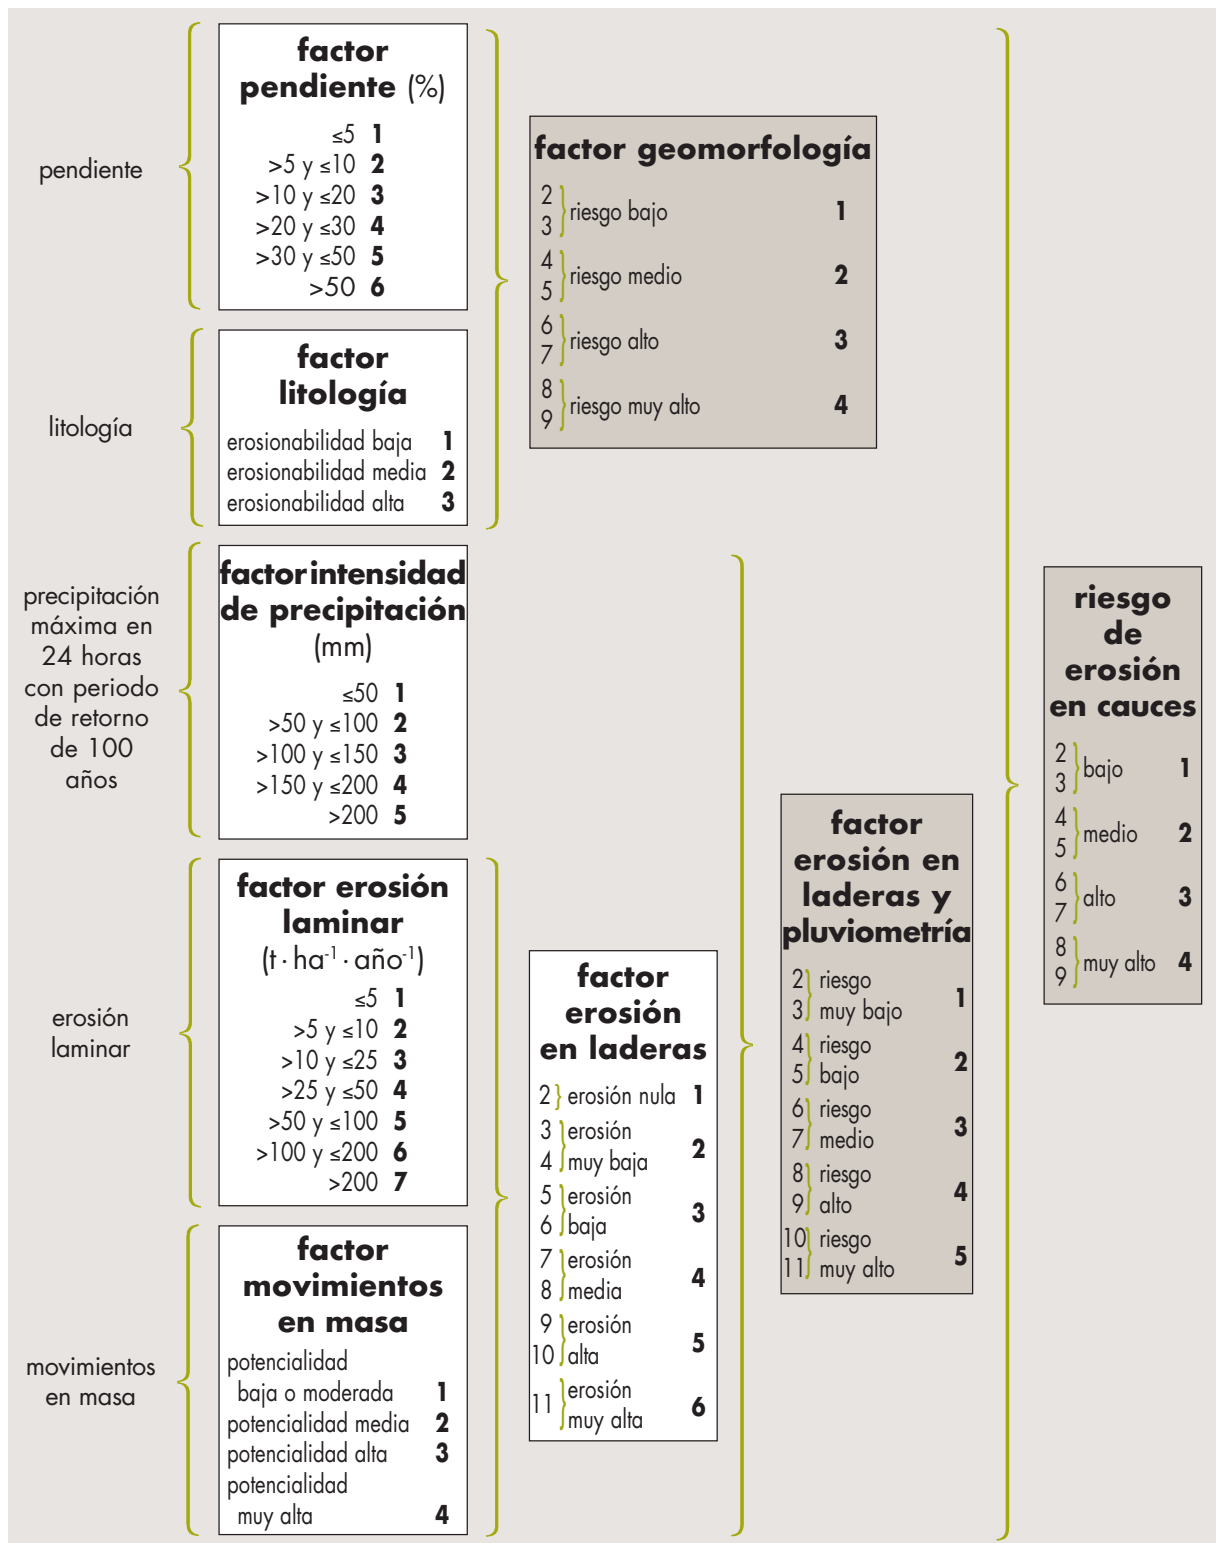 pendiente
factor
pendiente (%)
≤5 1
>5 y ≤10 2
>10 y ≤20 3
>20 y ≤30 4
>30 y ≤50 5
>50 6
litología
factor
litología
erosionabilidad baja 1
erosionabilidad media 2
erosionabilidad alta 3
factor geomorfología
2
3
riesgo bajo 1
4
5
riesgo medio 2
6
7
riesgo alto 3
8
9
riesgo muy alto 4
precipitación
máxima en
24 horas
con periodo
de retorno
de 100
años
factor intensidad
de precipitación
(mm)
≤50 1
>50 y ≤100 2
>100 y ≤150 3
>150 y ≤200 4
>200 5
erosión
laminar
factor erosión
laminar
(t · ha-1 · año-1)
≤5 1
>5 y ≤10 2
>10 y ≤25 3
>25 y ≤50 4
>50 y ≤100 5
>100 y ≤200 6
>200 7
movimientos
en masa
factor
movimientos
en masa
potencialidad
baja o moderada 1
potencialidad media 2
potencialidad alta 3
potencialidad
muy alta 4
factor
erosión
en laderas
2 erosión nula 1
3 erosión
4 muy baja 2
5 erosión
6 baja 3
7 erosión
8 media 4
9 erosión
10 alta 5
11 erosión
muy alta 6
factor
erosión en
laderas y
pluviometría
2 riesgo
3 muy bajo 1
4 riesgo
5 bajo 2
6 riesgo
7 medio 3
8 riesgo
9 alto 4
10 riesgo
11 muy alto 5
riesgo
de
erosión
en cauces
2
3
bajo 1
4
5
medio 2
6
7
alto 3
8
9
muy alto 4